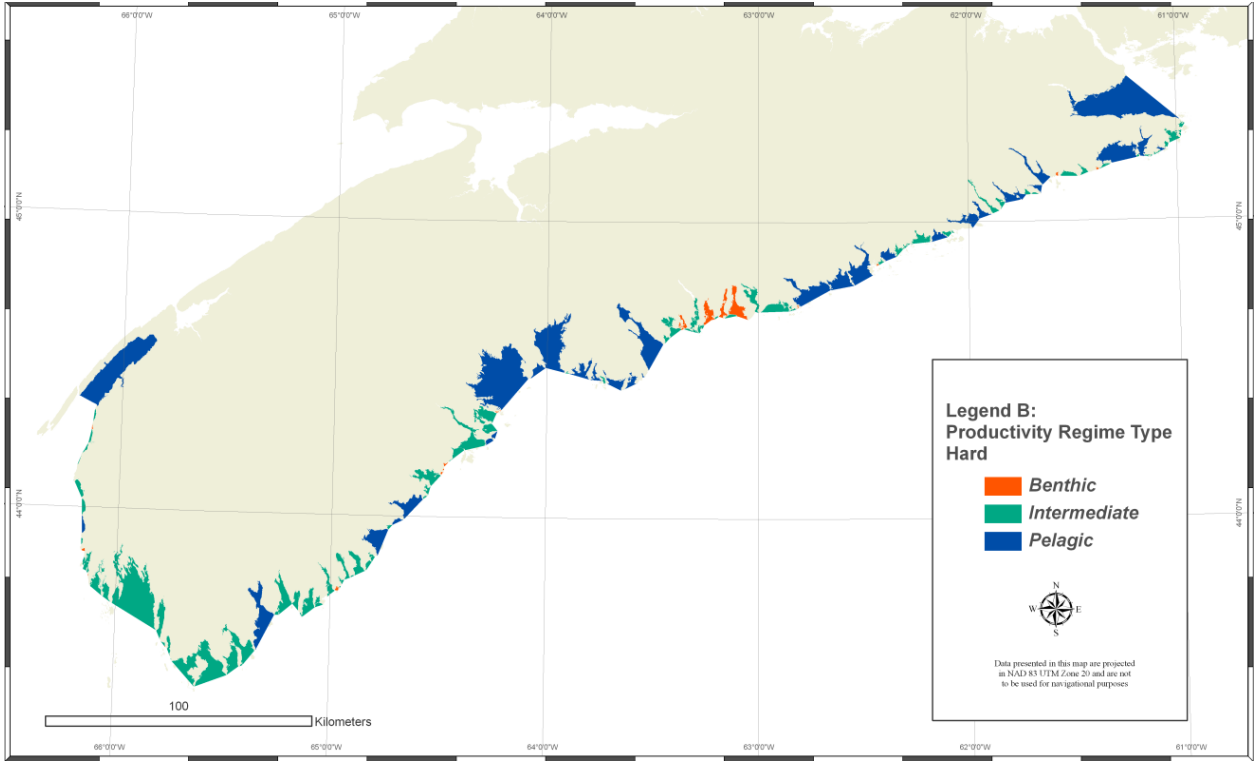 66°0'0"W 65°0'0"W 64°0'0"W 63°0'0"W 62°0'0"W 61°0'0"W
45°0'0"N 45°0'0"N
44°0'0"N 44°0'0"N
Legend B:
Productivity Regime Type
Hard
Benthic
Intermediate
Pelagic
N
W E
S
Data presented in this map are projected
in NAD 83 UTM Zone 20 and are not
to be used for navigational purposes
100
Kilometers
66°0'0"W 65°0'0"W 64°0'0"W 63°0'0"W 62°0'0"W 61°0'0"W